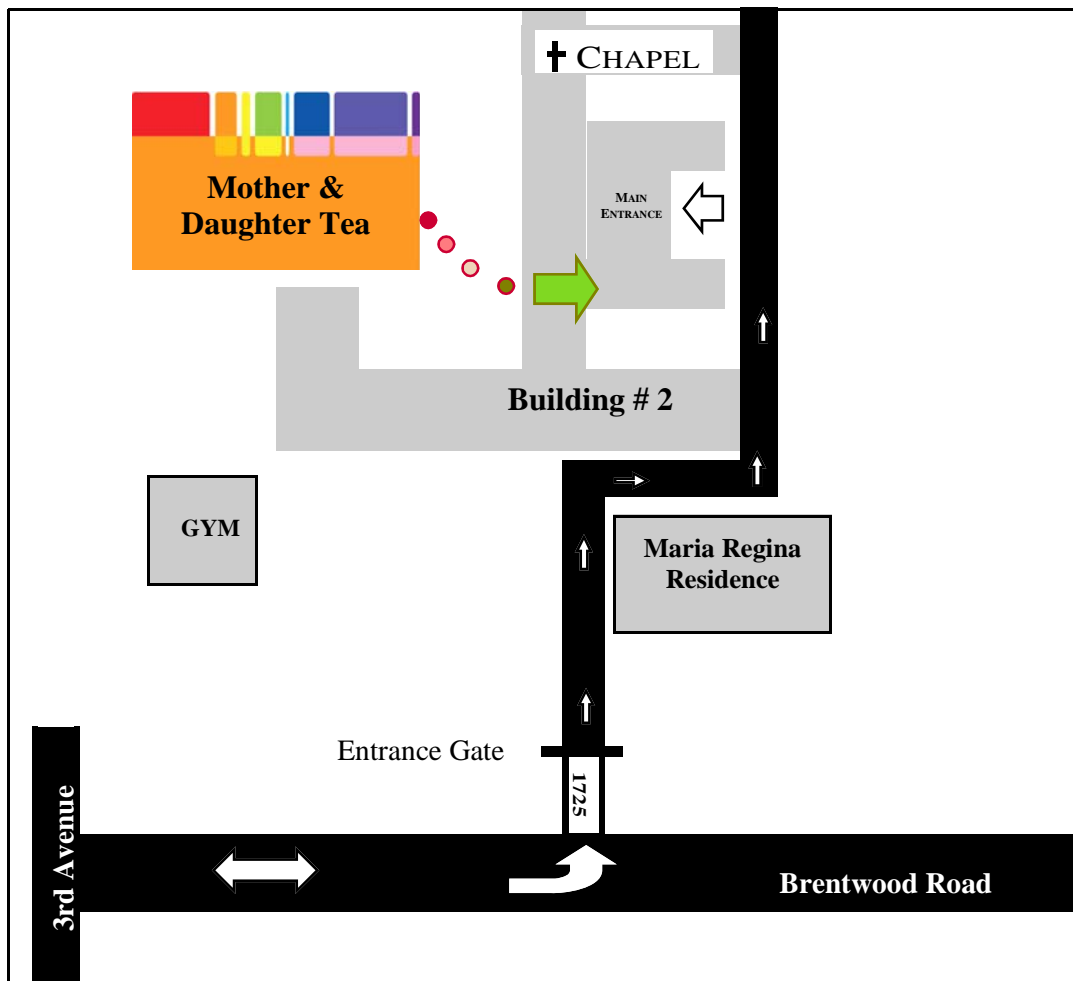 ✝ CHAPEL
Mother &
Daughter Tea
MAIN
ENTRANCE
Building # 2
GYM
Maria Regina
Residence
Entrance Gate
1725
3rd Avenue
Brentwood Road